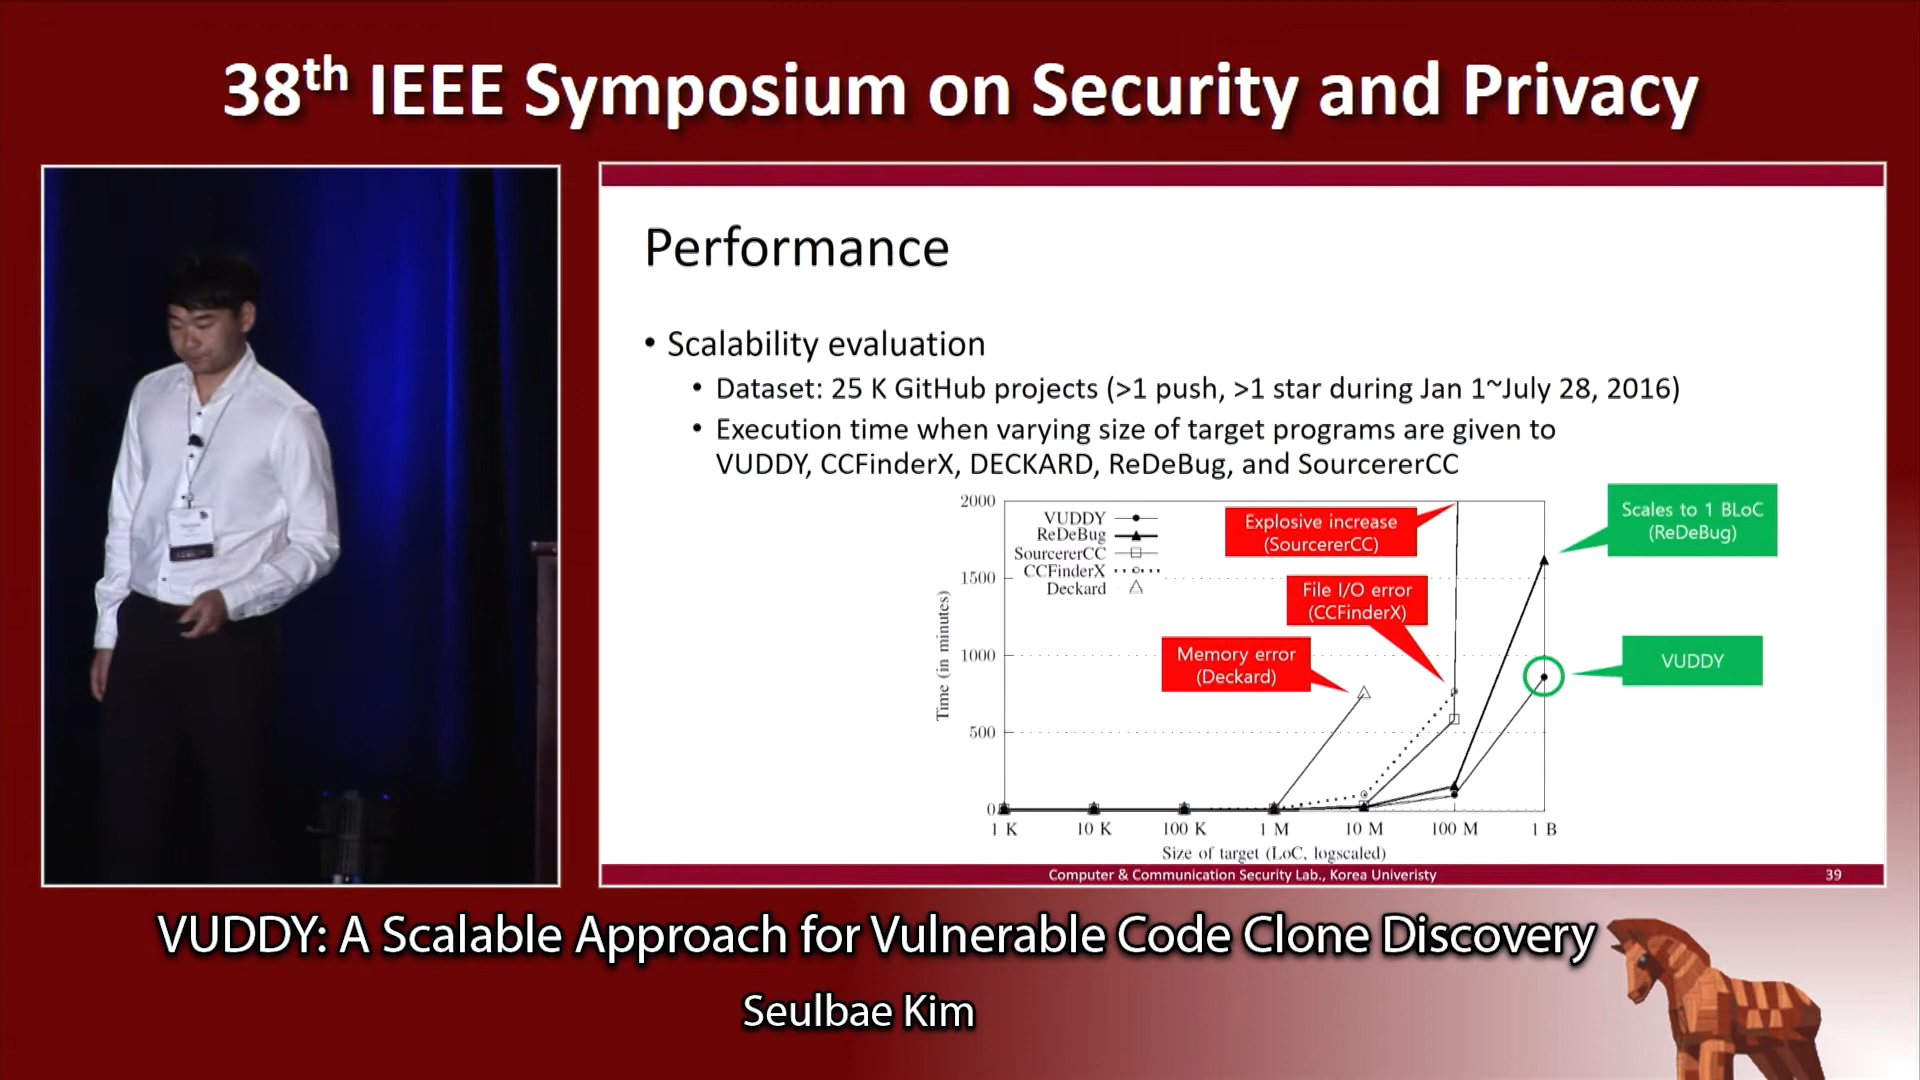 38th IEEE Symposium on Security and Privacy
Performance
• Scalability evaluation
• Dataset: 25 K GitHub projects (>1 push, >1 star during Jan 1~July 28, 2016)
• Execution time when varying size of target programs are given to
VUDDY, CCFinderX, DECKARD, ReDeBug, and SourcererCC
2000
1500
1000
500
0
Time (in minutes)
VUDDY
ReDeBug
SourcererCC
CCFinderX
Deckard
Explosive increase
(SourcererCC)
File I/O error
(CCFinderX)
Memory error
(Deckard)
Scales to 1 BLoC
(ReDeBug)
VUDDY
1 K 10 K 100 K 1 M 10 M 100 M 1 B
Size of target (LoC, logscaled)
Computer & Communication Security Lab., Korea Univeristy
39
VUDDY: A Scalable Approach for Vulnerable Code Clone Discovery
Seulbae Kim